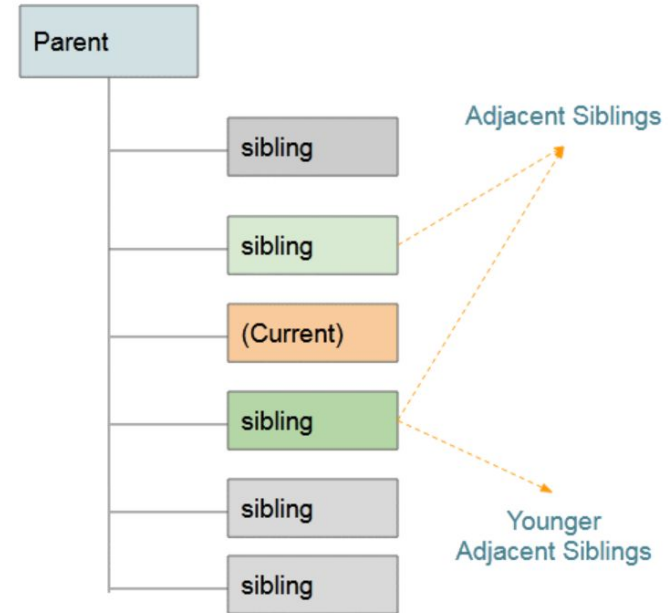 Parent
sibling
Adjacent Siblings
sibling
(Current)
sibling
sibling
Younger
Adjacent Siblings
sibling